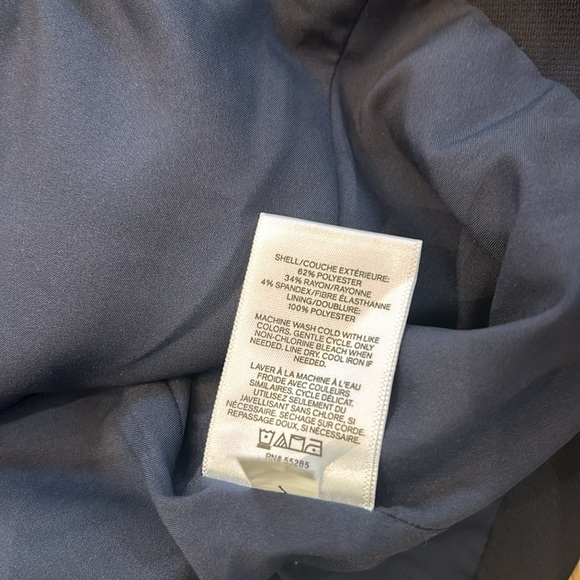 SHELL/COUCHE EXTÉRIEURE:
62% POLYESTER
34% RAYON/RAYONNE
4% SPANDEX/FIBRE ÉLASTHANNE
LINING/DOUBLURE:
100% POLYESTER
MACHINE WASH COLD WITH LIKE
COLORS. GENTLE CYCLE. ONLY
NON-CHLORINE BLEACH WHEN
NEEDED. LINE DRY. COOL IRON IF
NEEDED.
LAVER À LA MACHINE À L'EAU
FROIDE AVEC COULEURS
SIMILAIRES. CYCLE DÉLICAT.
UTILISEZ SEULEMENT DU
JAVELLISANT SANS CHLORE, SI
NÉCESSAIRE. SÉCHAGE SUR CORDE.
REPASSAGE DOUX, SI NÉCESSAIRE.
RN# 55285